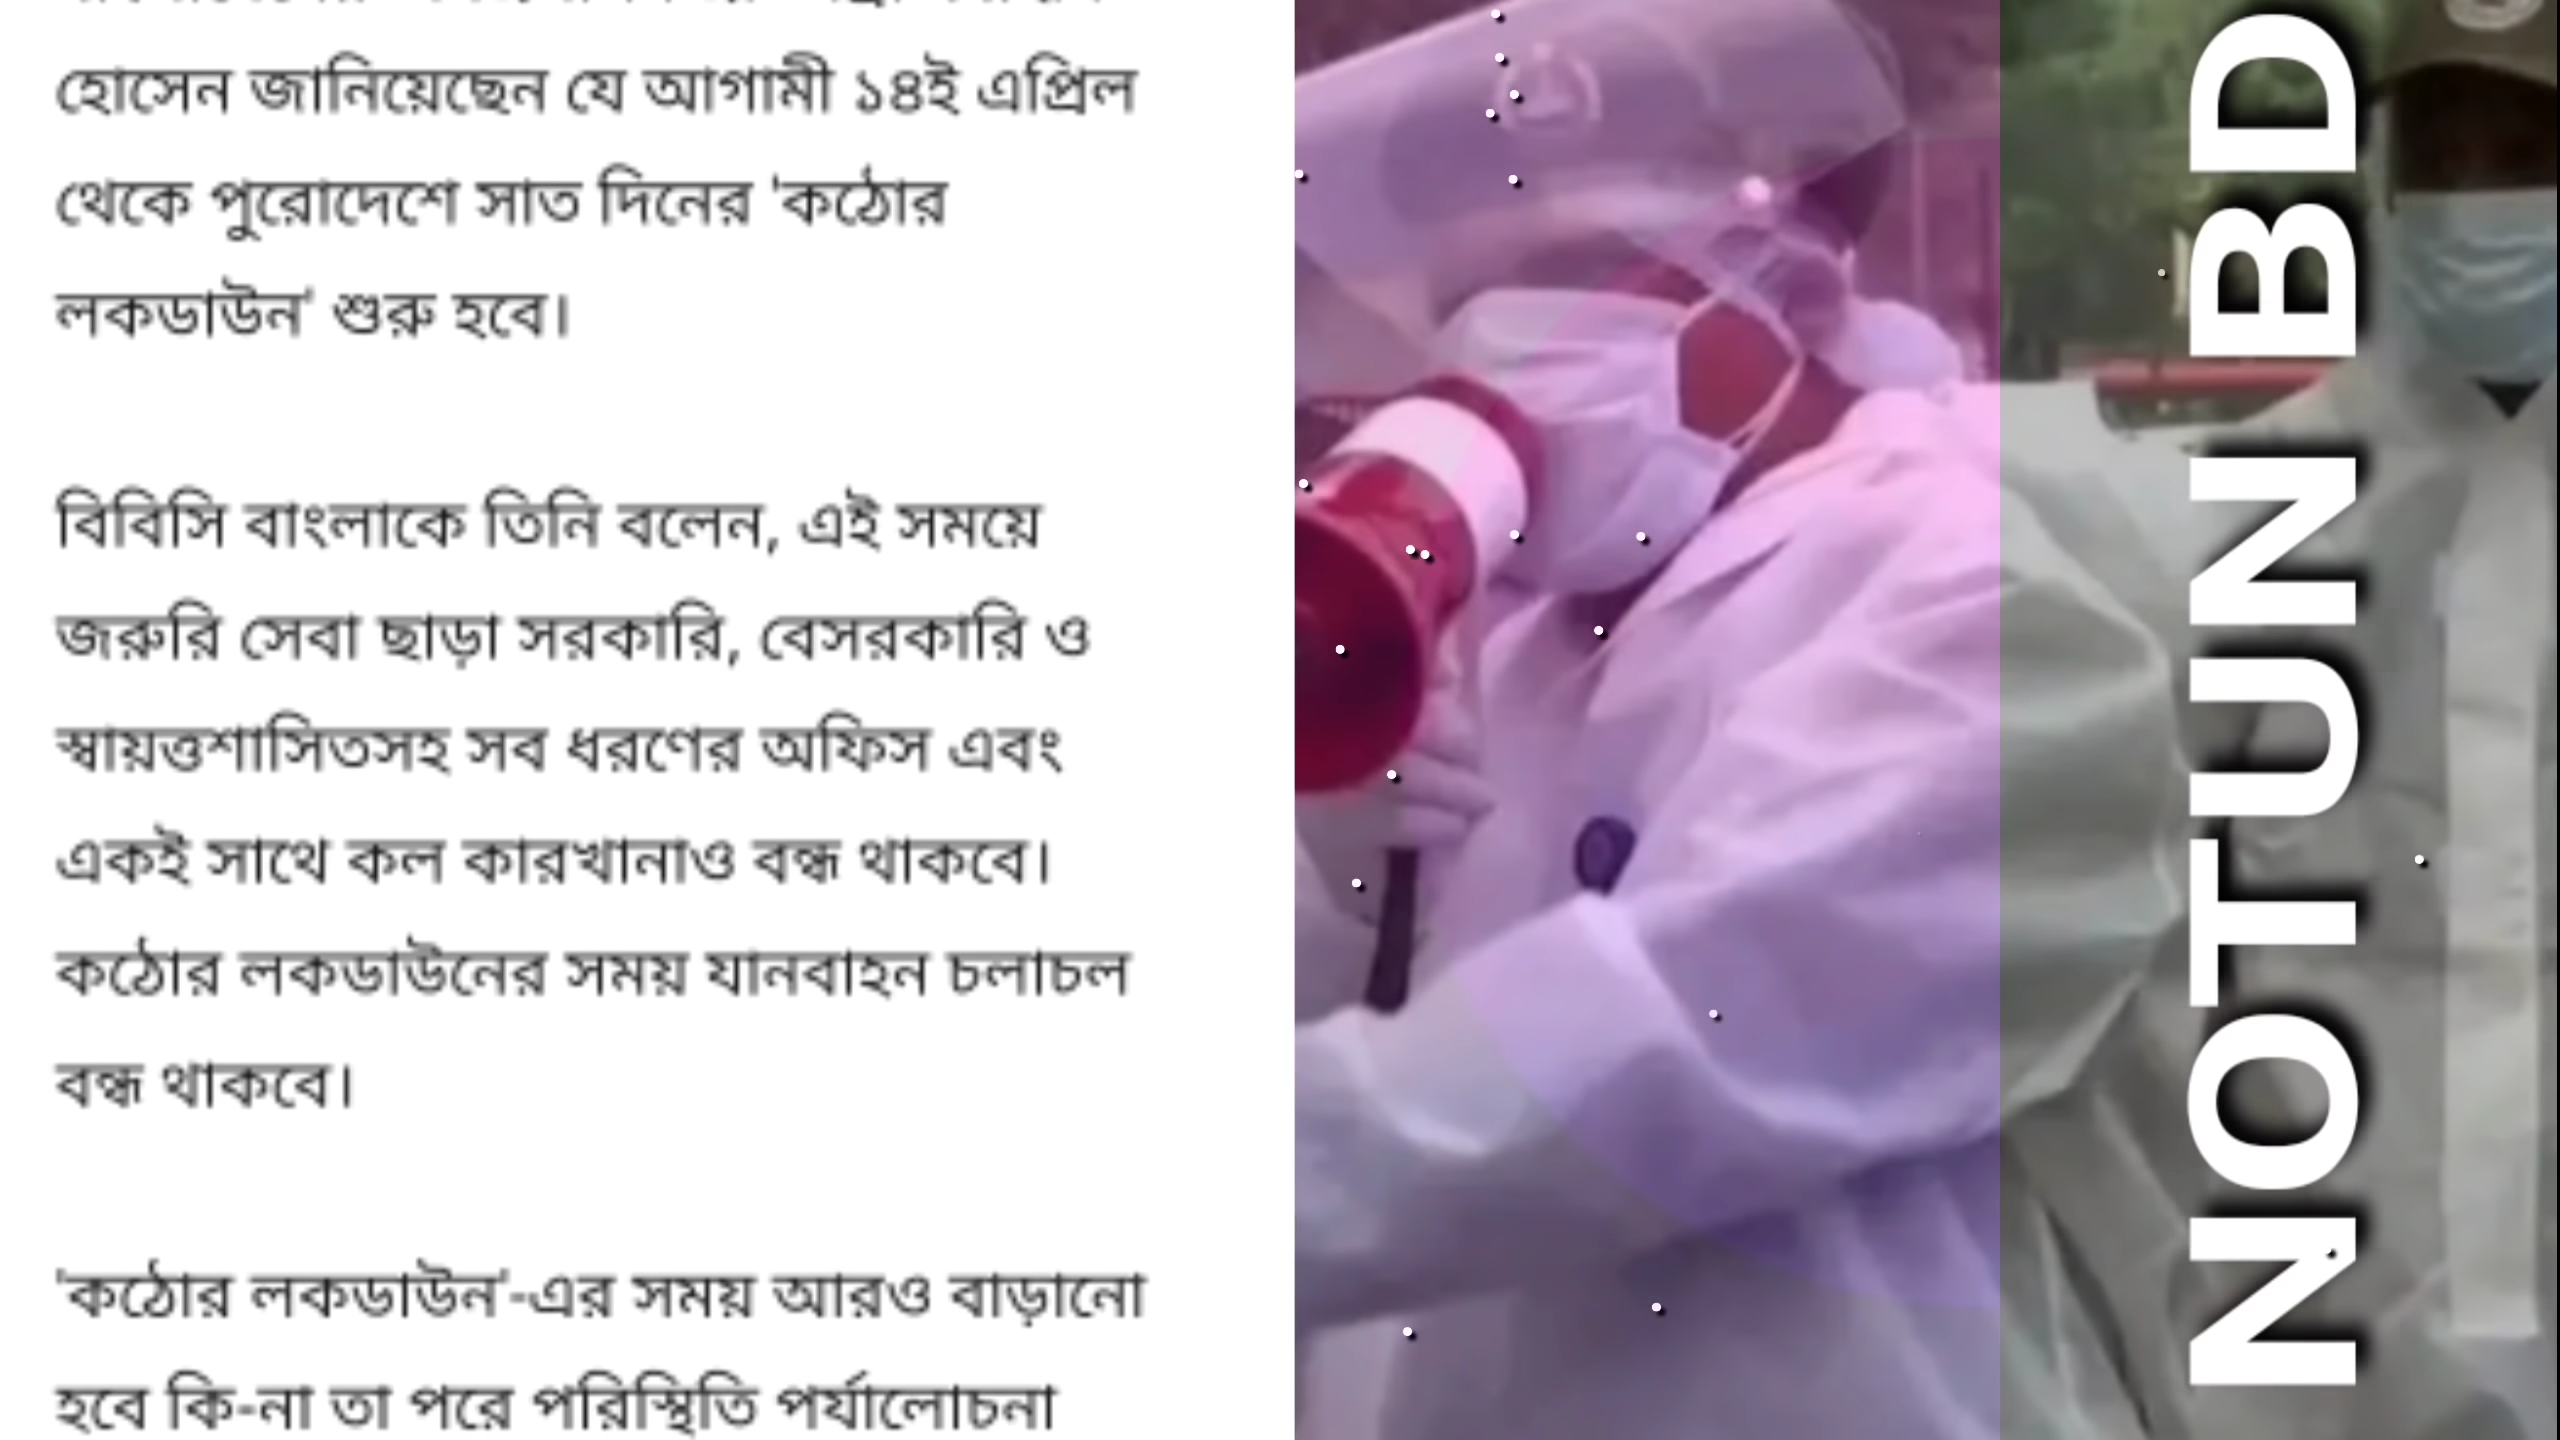 হোসেন জানিয়েছেন যে আগামী ১৪ই এপ্রিল
থেকে পুরোদেশে সাত দিনের 'কঠোর
লকডাউন' শুরু হবে।
বিবিসি বাংলাকে তিনি বলেন, এই সময়ে
জরুরি সেবা ছাড়া সরকারি, বেসরকারি ও
স্বায়ত্তশাসিতসহ সব ধরণের অফিস এবং
একই সাথে কল কারখানাও বন্ধ থাকবে।
কঠোর লকডাউনের সময় যানবাহন চলাচল
বন্ধ থাকবে।
'কঠোর লকডাউন'-এর সময় আরও বাড়ানো
হবে কি-না তা পরে পরিস্থিতি পর্যালোচনা
NOTUN BD